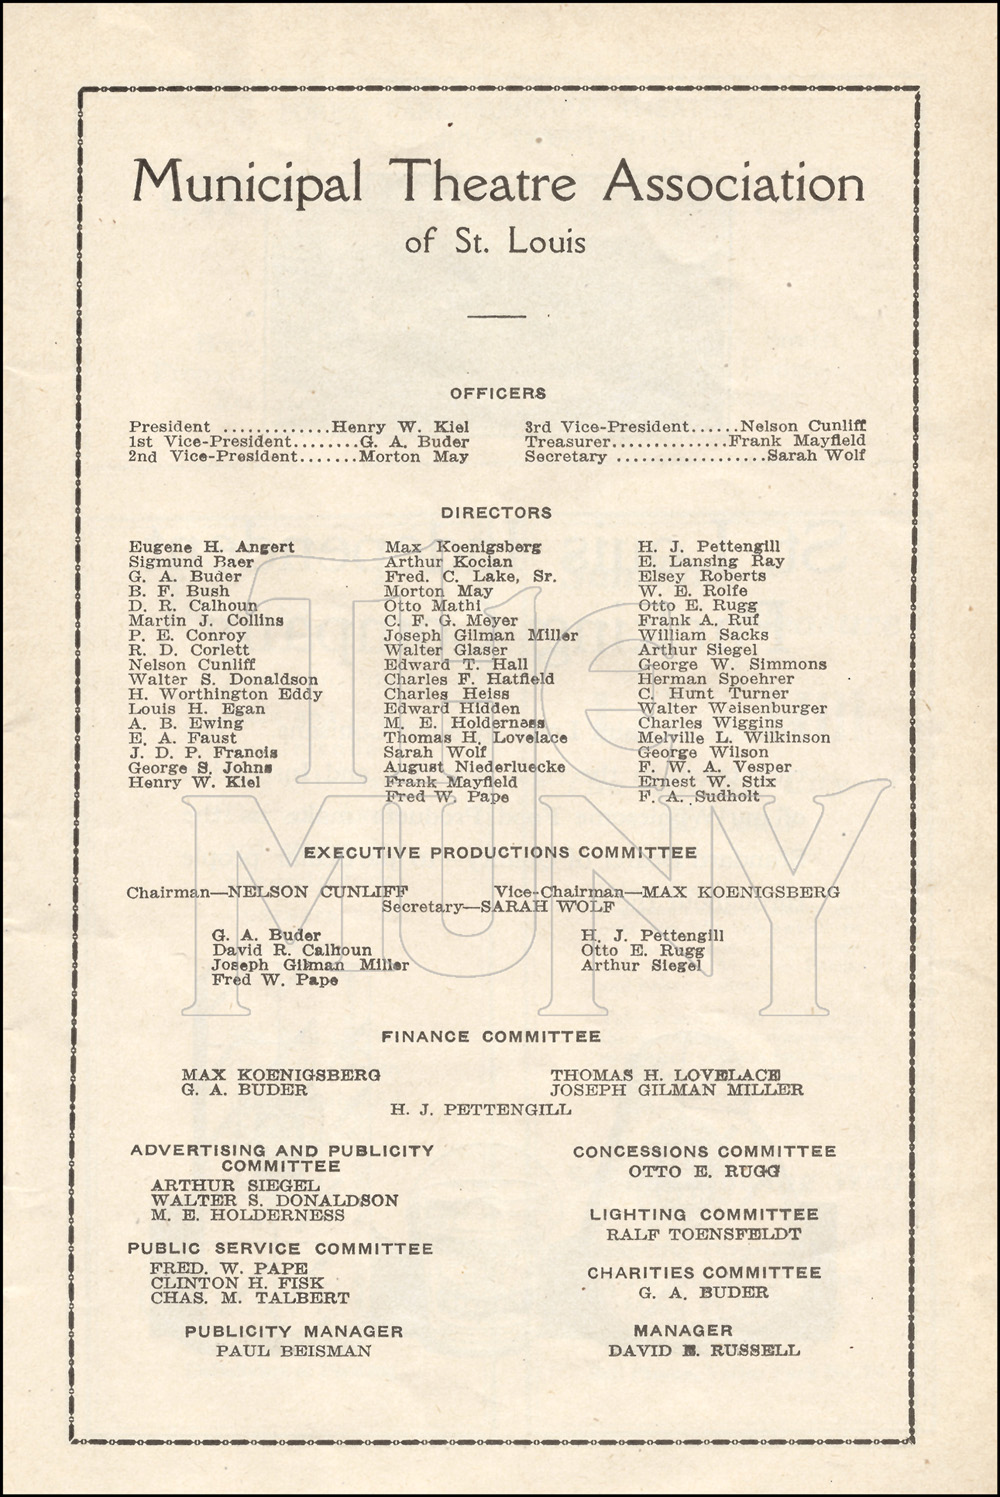 Municipal Theatre Association
of St. Louis
OFFICERS
President .............Henry W. Kiel
1st Vice-President........G. A. Buder
2nd Vice-President.......Morton May
3rd Vice-President......Nelson Cunliff
Treasurer..............Frank Mayfield
Secretary ..................Sarah Wolf
DIRECTORS
Eugene H. Angert
Sigmund Baer
G. A. Buder
B. F. Bush
D. R. Calhoun
Martin J. Collins
P. E. Conroy
R. D. Corlett
Nelson Cunliff
Walter S. Donaldson
H. Worthington Eddy
Louis H. Egan
A. B. Ewing
E. A. Faust
J. D. P. Francis
George S. Johns
Henry W. Kiel
Max Koenigsberg
Arthur Kocian
Fred. C. Lake, Sr.
Morton May
Otto Mathi
C. F. G. Meyer
Joseph Gilman Miller
Walter Glaser
Edward T. Hall
Charles F. Hatfield
Charles Heiss
Edward Hidden
M. E. Holderness
Thomas H. Lovelace
Sarah Wolf
August Niederluecke
Frank Mayfield
Fred W. Pape
H. J. Pettengill
E. Lansing Ray
Elsey Roberts
W. E. Rolfe
Otto E. Rugg
Frank A. Ruf
William Sacks
Arthur Siegel
George W. Simmons
Herman Spoehrer
C. Hunt Turner
Walter Weisenburger
Charles Wiggins
Melville L. Wilkinson
George Wilson
F. W. A. Vesper
Ernest W. Stix
F. A. Sudholt
The
MUNY
EXECUTIVE PRODUCTIONS COMMITTEE
Chairman—NELSON CUNLIFF Vice-Chairman—MAX KOENIGSBERG
Secretary—SARAH WOLF
G. A. Buder
David R. Calhoun
Joseph Gilman Miller
Fred W. Pape
H. J. Pettengill
Otto E. Rugg
Arthur Siegel
FINANCE COMMITTEE
MAX KOENIGSBERG
G. A. BUDER
THOMAS H. LOVELACE
JOSEPH GILMAN MILLER
H. J. PETTENGILL
ADVERTISING AND PUBLICITY
COMMITTEE
ARTHUR SIEGEL
WALTER S. DONALDSON
M. E. HOLDERNESS
PUBLIC SERVICE COMMITTEE
FRED. W. PAPE
CLINTON H. FISK
CHAS. M. TALBERT
PUBLICITY MANAGER
PAUL BEISMAN
CONCESSIONS COMMITTEE
OTTO E. RUGG
LIGHTING COMMITTEE
RALF TOENSFELDT
CHARITIES COMMITTEE
G. A. BUDER
MANAGER
DAVID E. RUSSELL